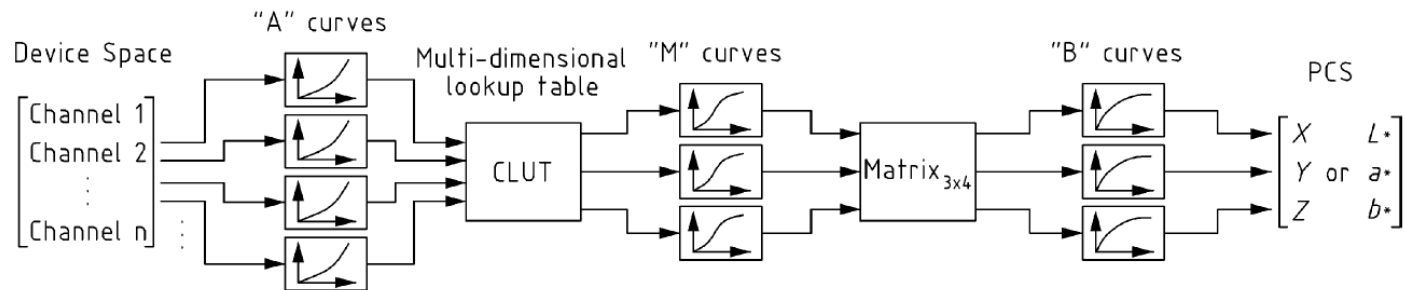 "A" curves
Device Space
Multi-dimensional
lookup table
"M" curves
"B" curves
PCS
Channel 1
Channel 2
⋮
Channel n
⋮
CLUT
Matrix3x4
X L*
Y or a*
Z b*